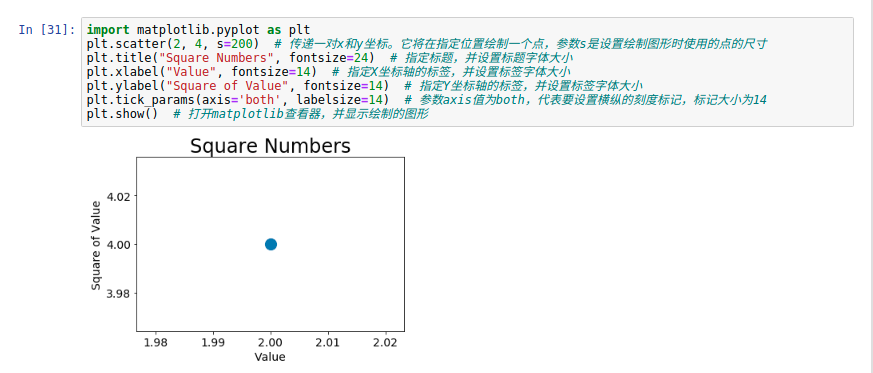 In [31]: import matplotlib.pyplot as plt
plt.scatter(2, 4, s=200)  # 传递一对x和y坐标。它将在指定位置绘制一个点，参数s是设置绘制图形时使用的点的尺寸
plt.title("Square Numbers", fontsize=24)  # 指定标题，并设置标题字体大小
plt.xlabel("Value", fontsize=14)  # 指定X坐标轴的标签，并设置标签字体大小
plt.ylabel("Square of Value", fontsize=14)  # 指定Y坐标轴的标签，并设置标签字体大小
plt.tick_params(axis='both', labelsize=14)  # 参数axis值为both，代表要设置横纵的刻度标记，标记大小为14
plt.show()  # 打开matplotlib查看器，并显示绘制的图形
Square Numbers
Square of Value
4.02
4.00
3.98
1.98 1.99 2.00 2.01 2.02
Value